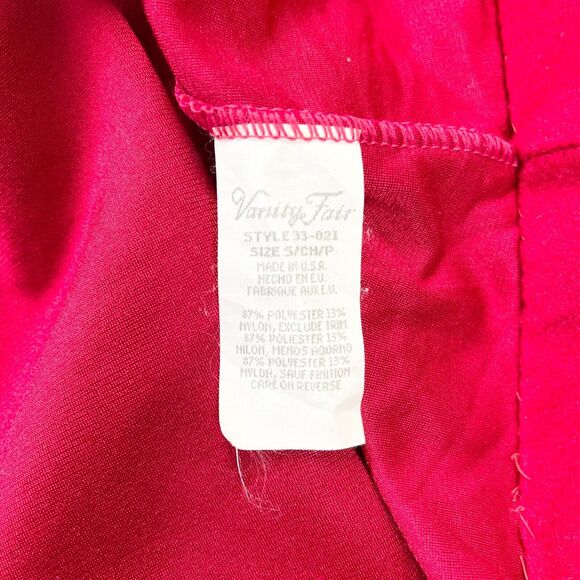 Vanity Fair
STYLE 33-021
SIZE S/CH/P
MADE IN U.S.A.
HECHO EN E.U.
FABRIQUE AUX E.U.
87% POLYESTER 13%
NYLON, EXCLUDE TRIM
87% POLIESTER 13%
NILON, MENOS ADORNO
87% POLYESTER 13%
NYLON, SAUF FINITION
CARE ON REVERSE